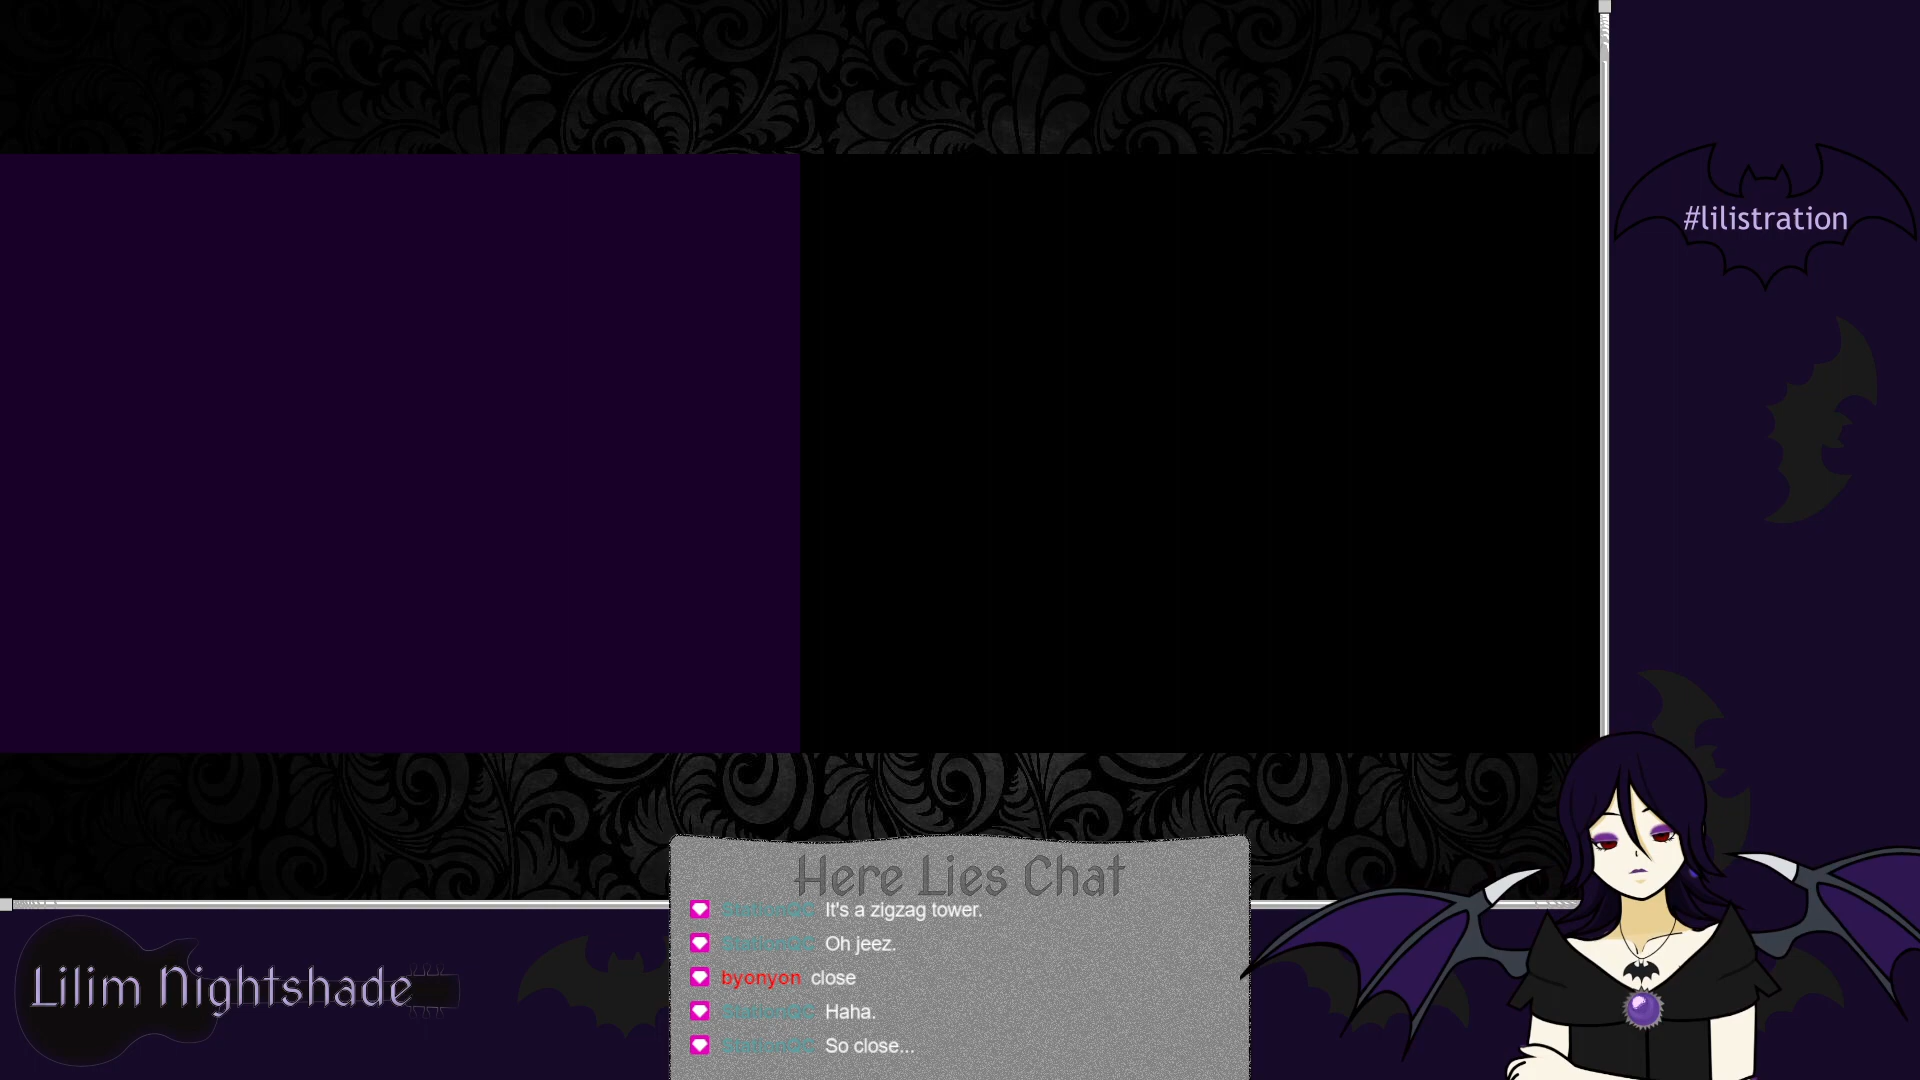 #lilistration
Here Lies Chat
It's a zigzag tower.
Oh jeez.
byonyon close
Haha.
So close...
Lilim Nightshade